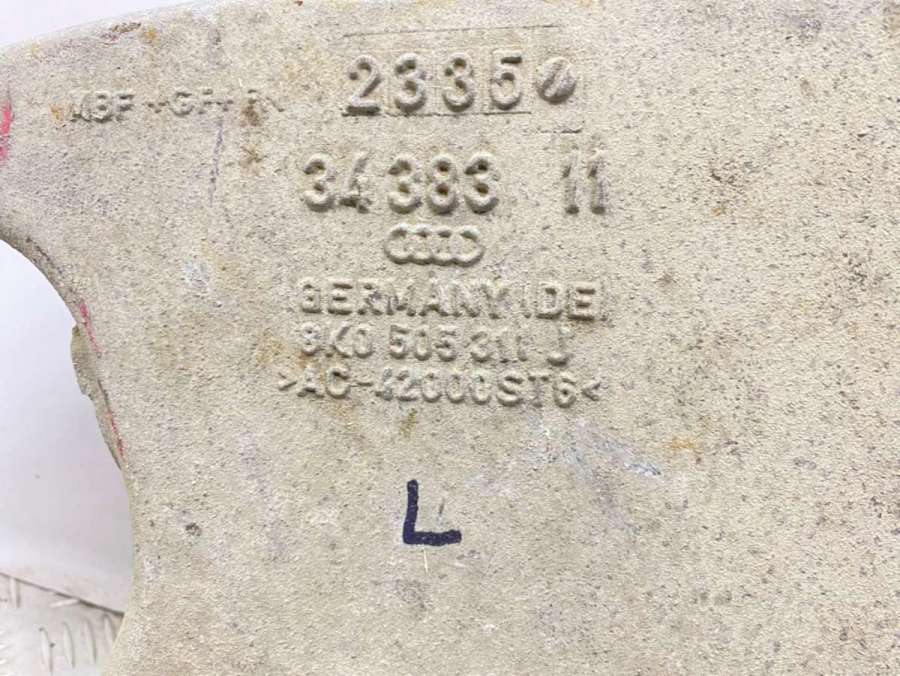 2335
MBF +GF+
34383 11
GERMANY DE
8K0 505 311 J
>AC-42000ST6<
L